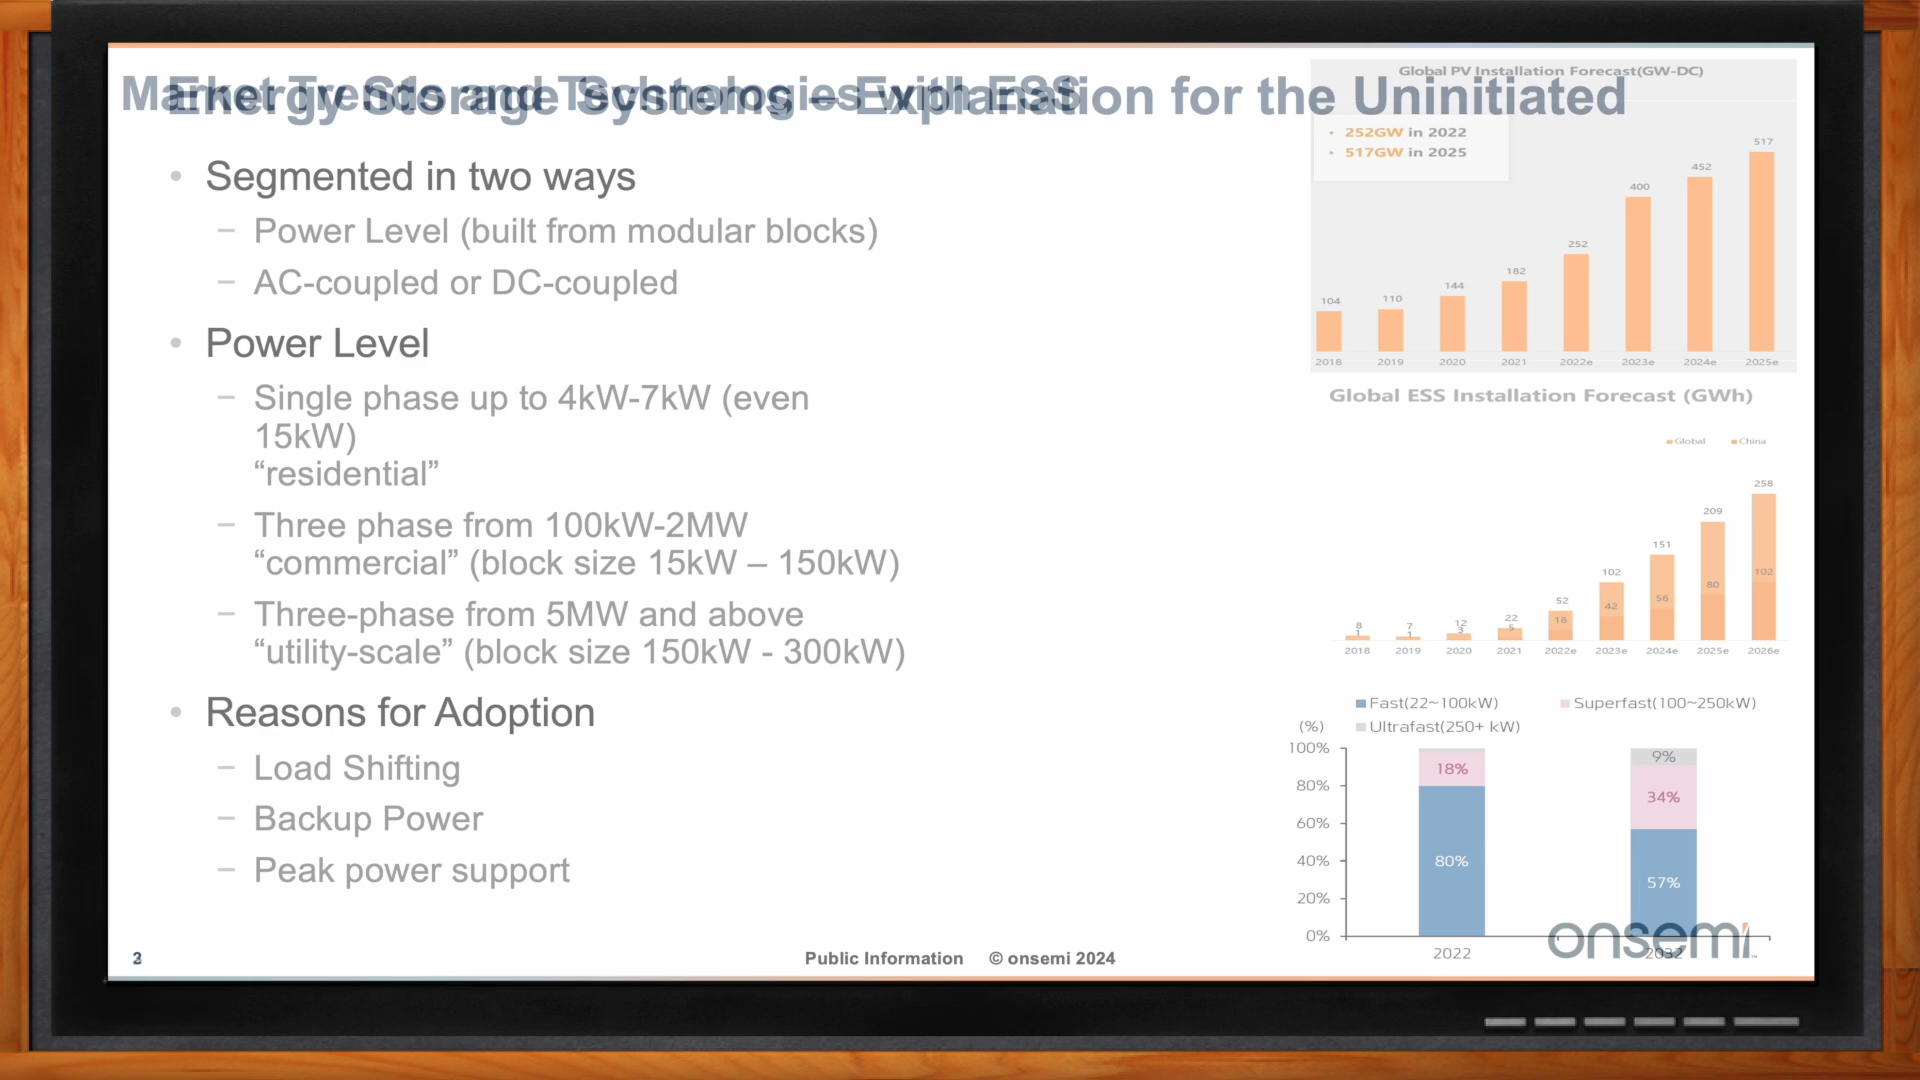 Market Trends and Technologies with ESS
Energy Storage Systems – Explanation for the Uninitiated
• Segmented in two ways
– Power Level (built from modular blocks)
– AC-coupled or DC-coupled
• Power Level
– Single phase up to 4kW-7kW (even
15kW)
“residential”
– Three phase from 100kW-2MW
“commercial” (block size 15kW – 150kW)
– Three-phase from 5MW and above
“utility-scale” (block size 150kW - 300kW)
• Reasons for Adoption
– Load Shifting
– Backup Power
– Peak power support
Global PV Installation Forecast(GW-DC)
• 252GW in 2022
• 517GW in 2025
104 110 144 182 252 400 452 517
2018 2019 2020 2021 2022e 2023e 2024e 2025e
Global ESS Installation Forecast (GWh)
Global China
8 7 12 22 52 102 151 209 258
1 1 3 5 18 42 56 80 102
2018 2019 2020 2021 2022e 2023e 2024e 2025e 2026e
Fast(22~100kW) Superfast(100~250kW)
(%) Ultrafast(250+ kW)
100%
80%
60%
40%
20%
0%
18%
80%
9%
34%
57%
2022 2032
Public Information © onsemi 2024
onsemi